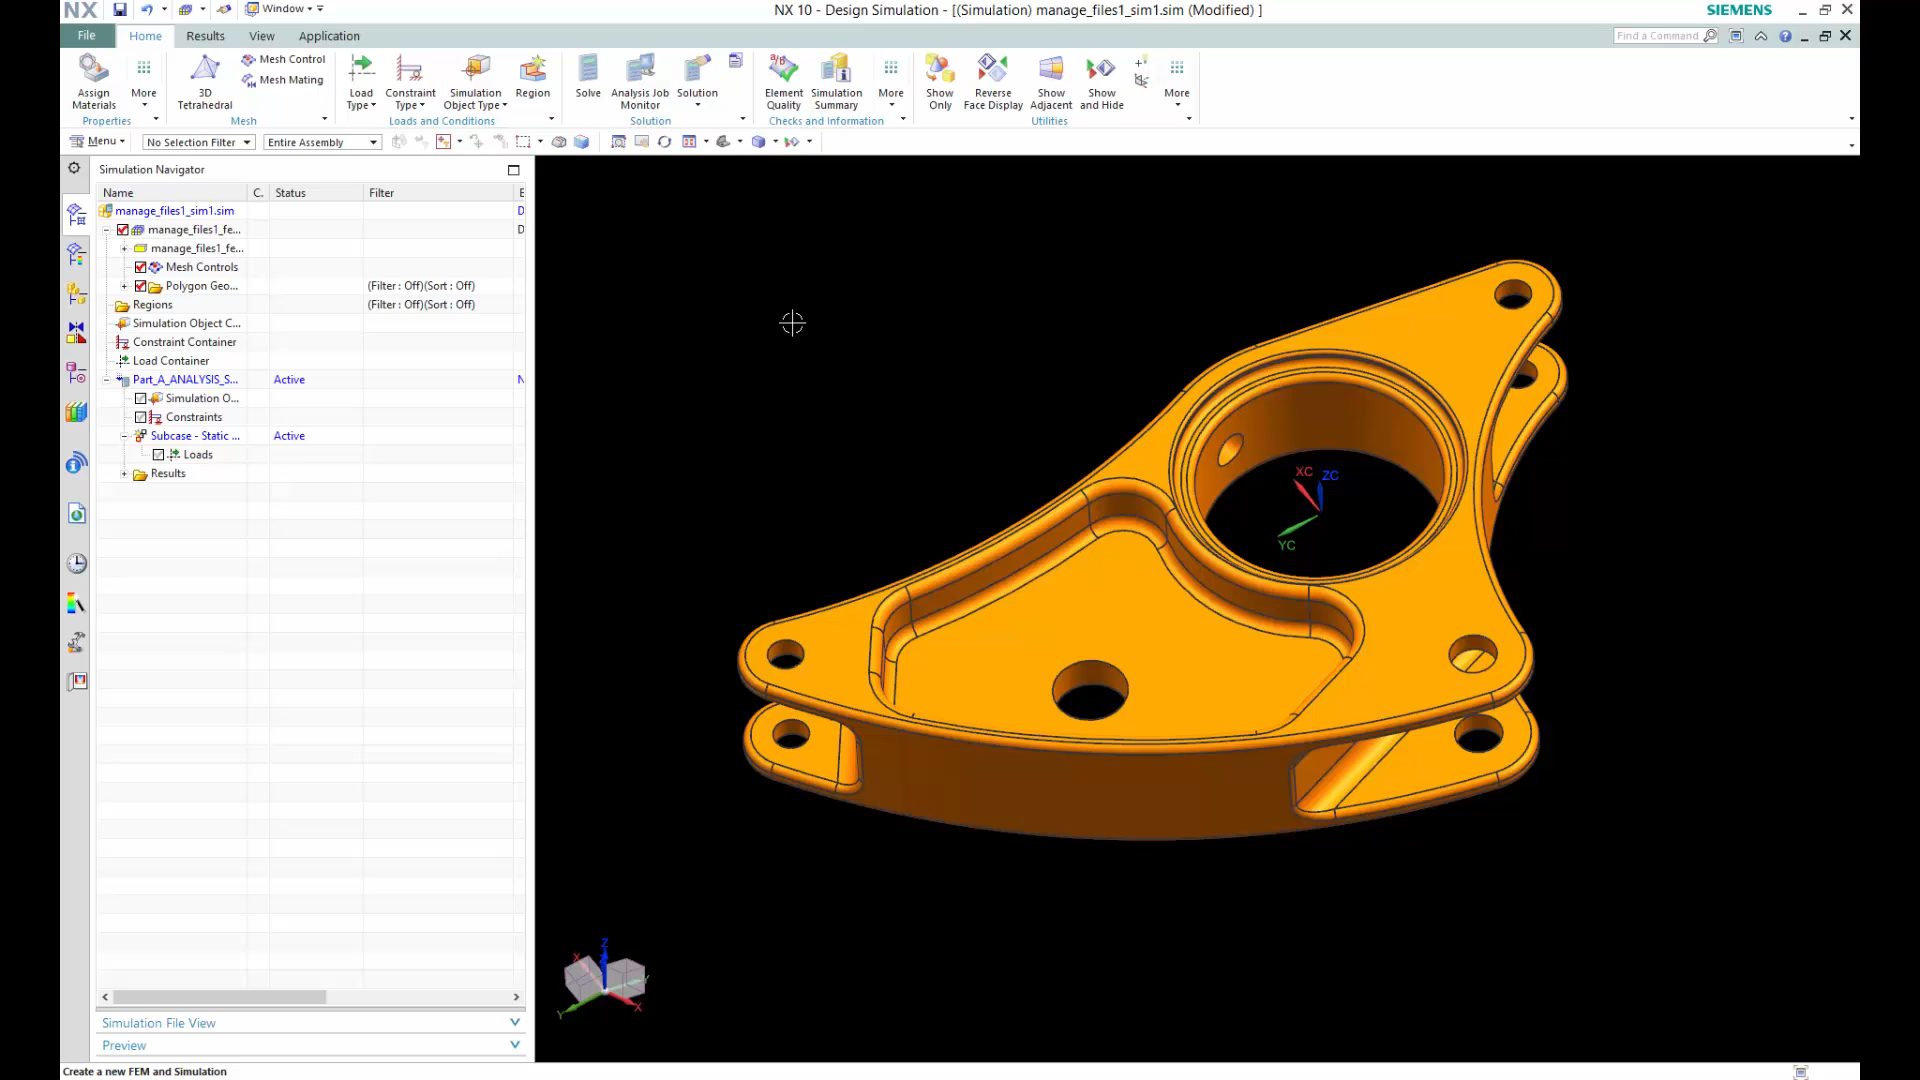 NX Window NX 10 - Design Simulation - [(Simulation) manage_files1_sim1.sim (Modified) ] SIEMENS
File Home Results View Application Find a Command
Assign Materials
More
Properties
3D Tetrahedral
Mesh Control
Mesh Mating
Mesh
Load Type
Constraint Type
Simulation Object Type
Region
Loads and Conditions
Solve
Analysis Job Monitor
Solution
Solution
Element Quality
Simulation Summary
More
Checks and Information
Show Only
Reverse Face Display
Show Adjacent
Show and Hide
More
Utilities
Menu No Selection Filter Entire Assembly
Simulation Navigator
Name C. Status Filter E
manage_files1_sim1.sim D
manage_files1_fe... D
manage_files1_fe...
Mesh Controls
Polygon Geo... (Filter : Off)(Sort : Off)
Regions (Filter : Off)(Sort : Off)
Simulation Object C...
Constraint Container
Load Container
Part_A_ANALYSIS_S... Active N
Simulation O...
Constraints
Subcase - Static ... Active
Loads
Results
XC ZC
YC
Z
X Y
Y X
Simulation File View
Preview
Create a new FEM and Simulation